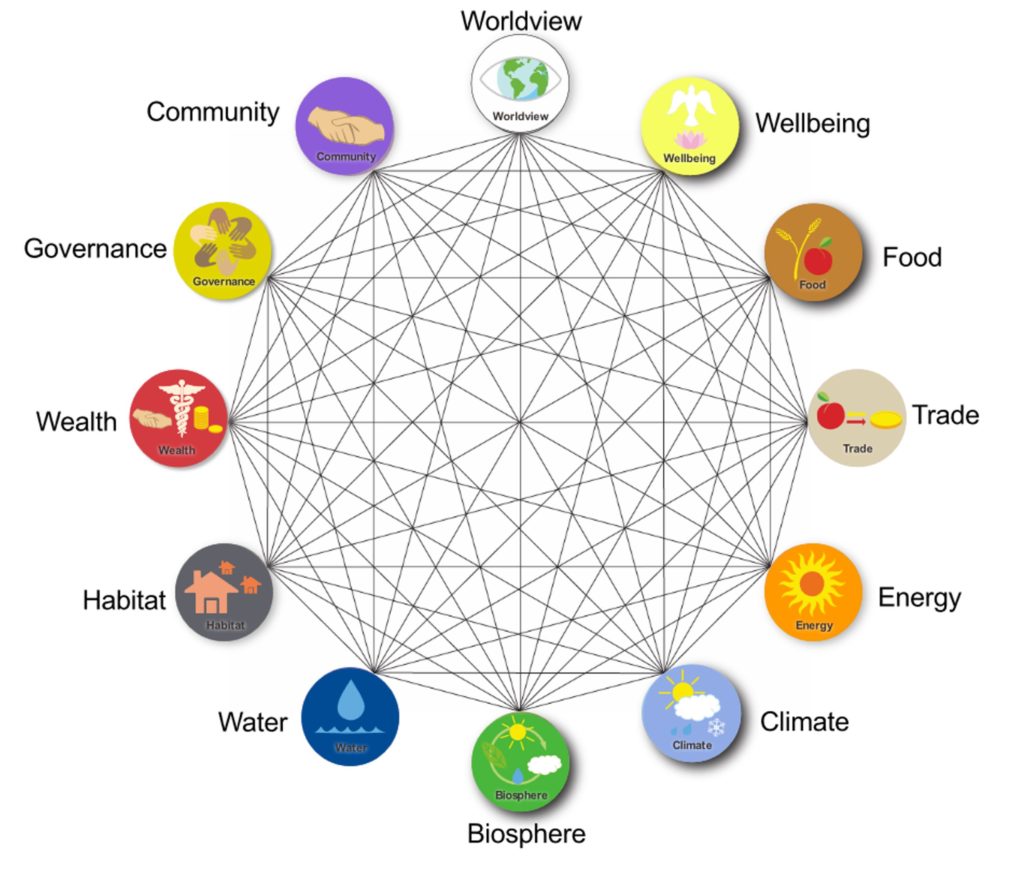 Worldview
Worldview
Community
Community
Wellbeing
Wellbeing
Governance
Governance
Food
Food
Wealth
Wealth
Trade
Trade
Habitat
Habitat
Energy
Energy
Water
Water
Climate
Climate
Biosphere
Biosphere